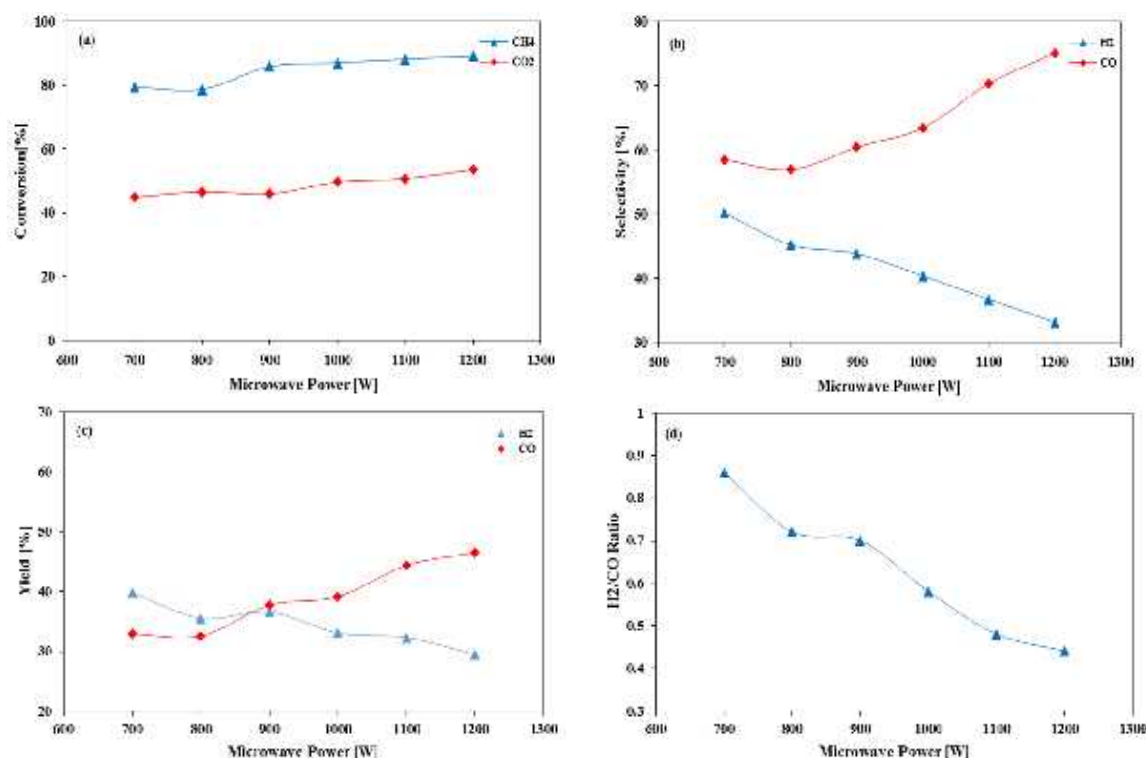 (a)
CH4
CO2
Conversion[%]
100
80
60
40
20
0
600 700 800 900 1000 1100 1200 1300
Microwave Power [W]
(b)
H2
CO
Selectivity [%]
80
70
60
50
40
30
600 700 800 900 1000 1100 1200 1300
Microwave Power [W]
(c)
H2
CO
Yield [%]
70
60
50
40
30
20
600 700 800 900 1000 1100 1200 1300
Microwave Power [W]
(d)
H2/CO Ratio
1
0.9
0.8
0.7
0.6
0.5
0.4
0.3
600 700 800 900 1000 1100 1200 1300
Microwave Power [W]